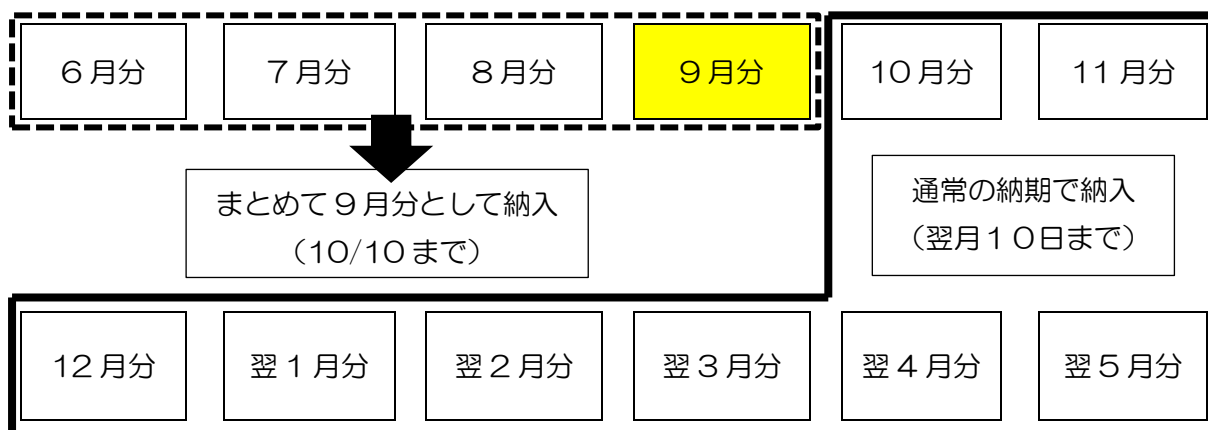 6月分
7月分
8月分
9月分
10月分
11月分
まとめて9月分として納入
（10/10まで）
通常の納期で納入
（翌月１０日まで）
12月分
翌1月分
翌2月分
翌3月分
翌4月分
翌5月分